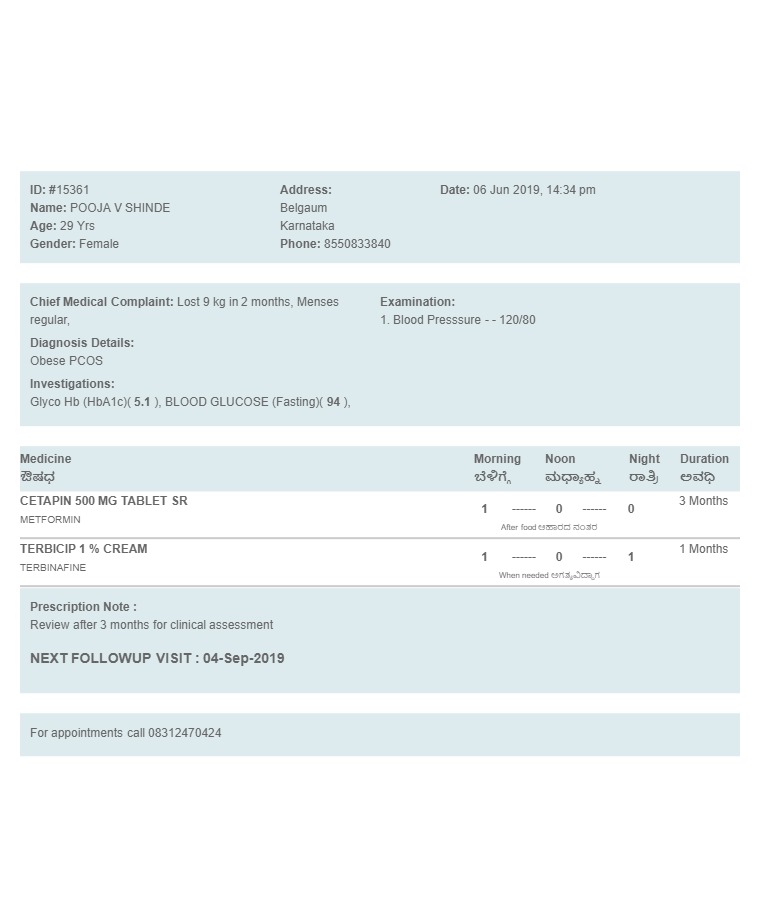 ID: #15361
Name: POOJA V SHINDE
Age: 29 Yrs
Gender: Female
Address:
Belgaum
Karnataka
Phone: 8550833840
Date: 06 Jun 2019, 14:34 pm
Chief Medical Complaint: Lost 9 kg in 2 months, Menses
regular,
Diagnosis Details:
Obese PCOS
Investigations:
Glyco Hb (HbA1c)( 5.1 ), BLOOD GLUCOSE (Fasting)( 94 ),
Examination:
1. Blood Presssure - - 120/80
Medicine Morning Noon Night Duration
ಔಷಧ ಬೆಳಿಗ್ಗೆ ಮಧ್ಯಾಹ್ನ ರಾತ್ರಿ ಅವಧಿ
CETAPIN 500 MG TABLET SR 1 ------ 0 ------ 0 3 Months
METFORMIN After food ಆಹಾರದ ನಂತರ
TERBICIP 1 % CREAM 1 ------ 0 ------ 1 1 Months
TERBINAFINE When needed
Prescription Note :
Review after 3 months for clinical assessment
NEXT FOLLOWUP VISIT : 04-Sep-2019
For appointments call 08312470424